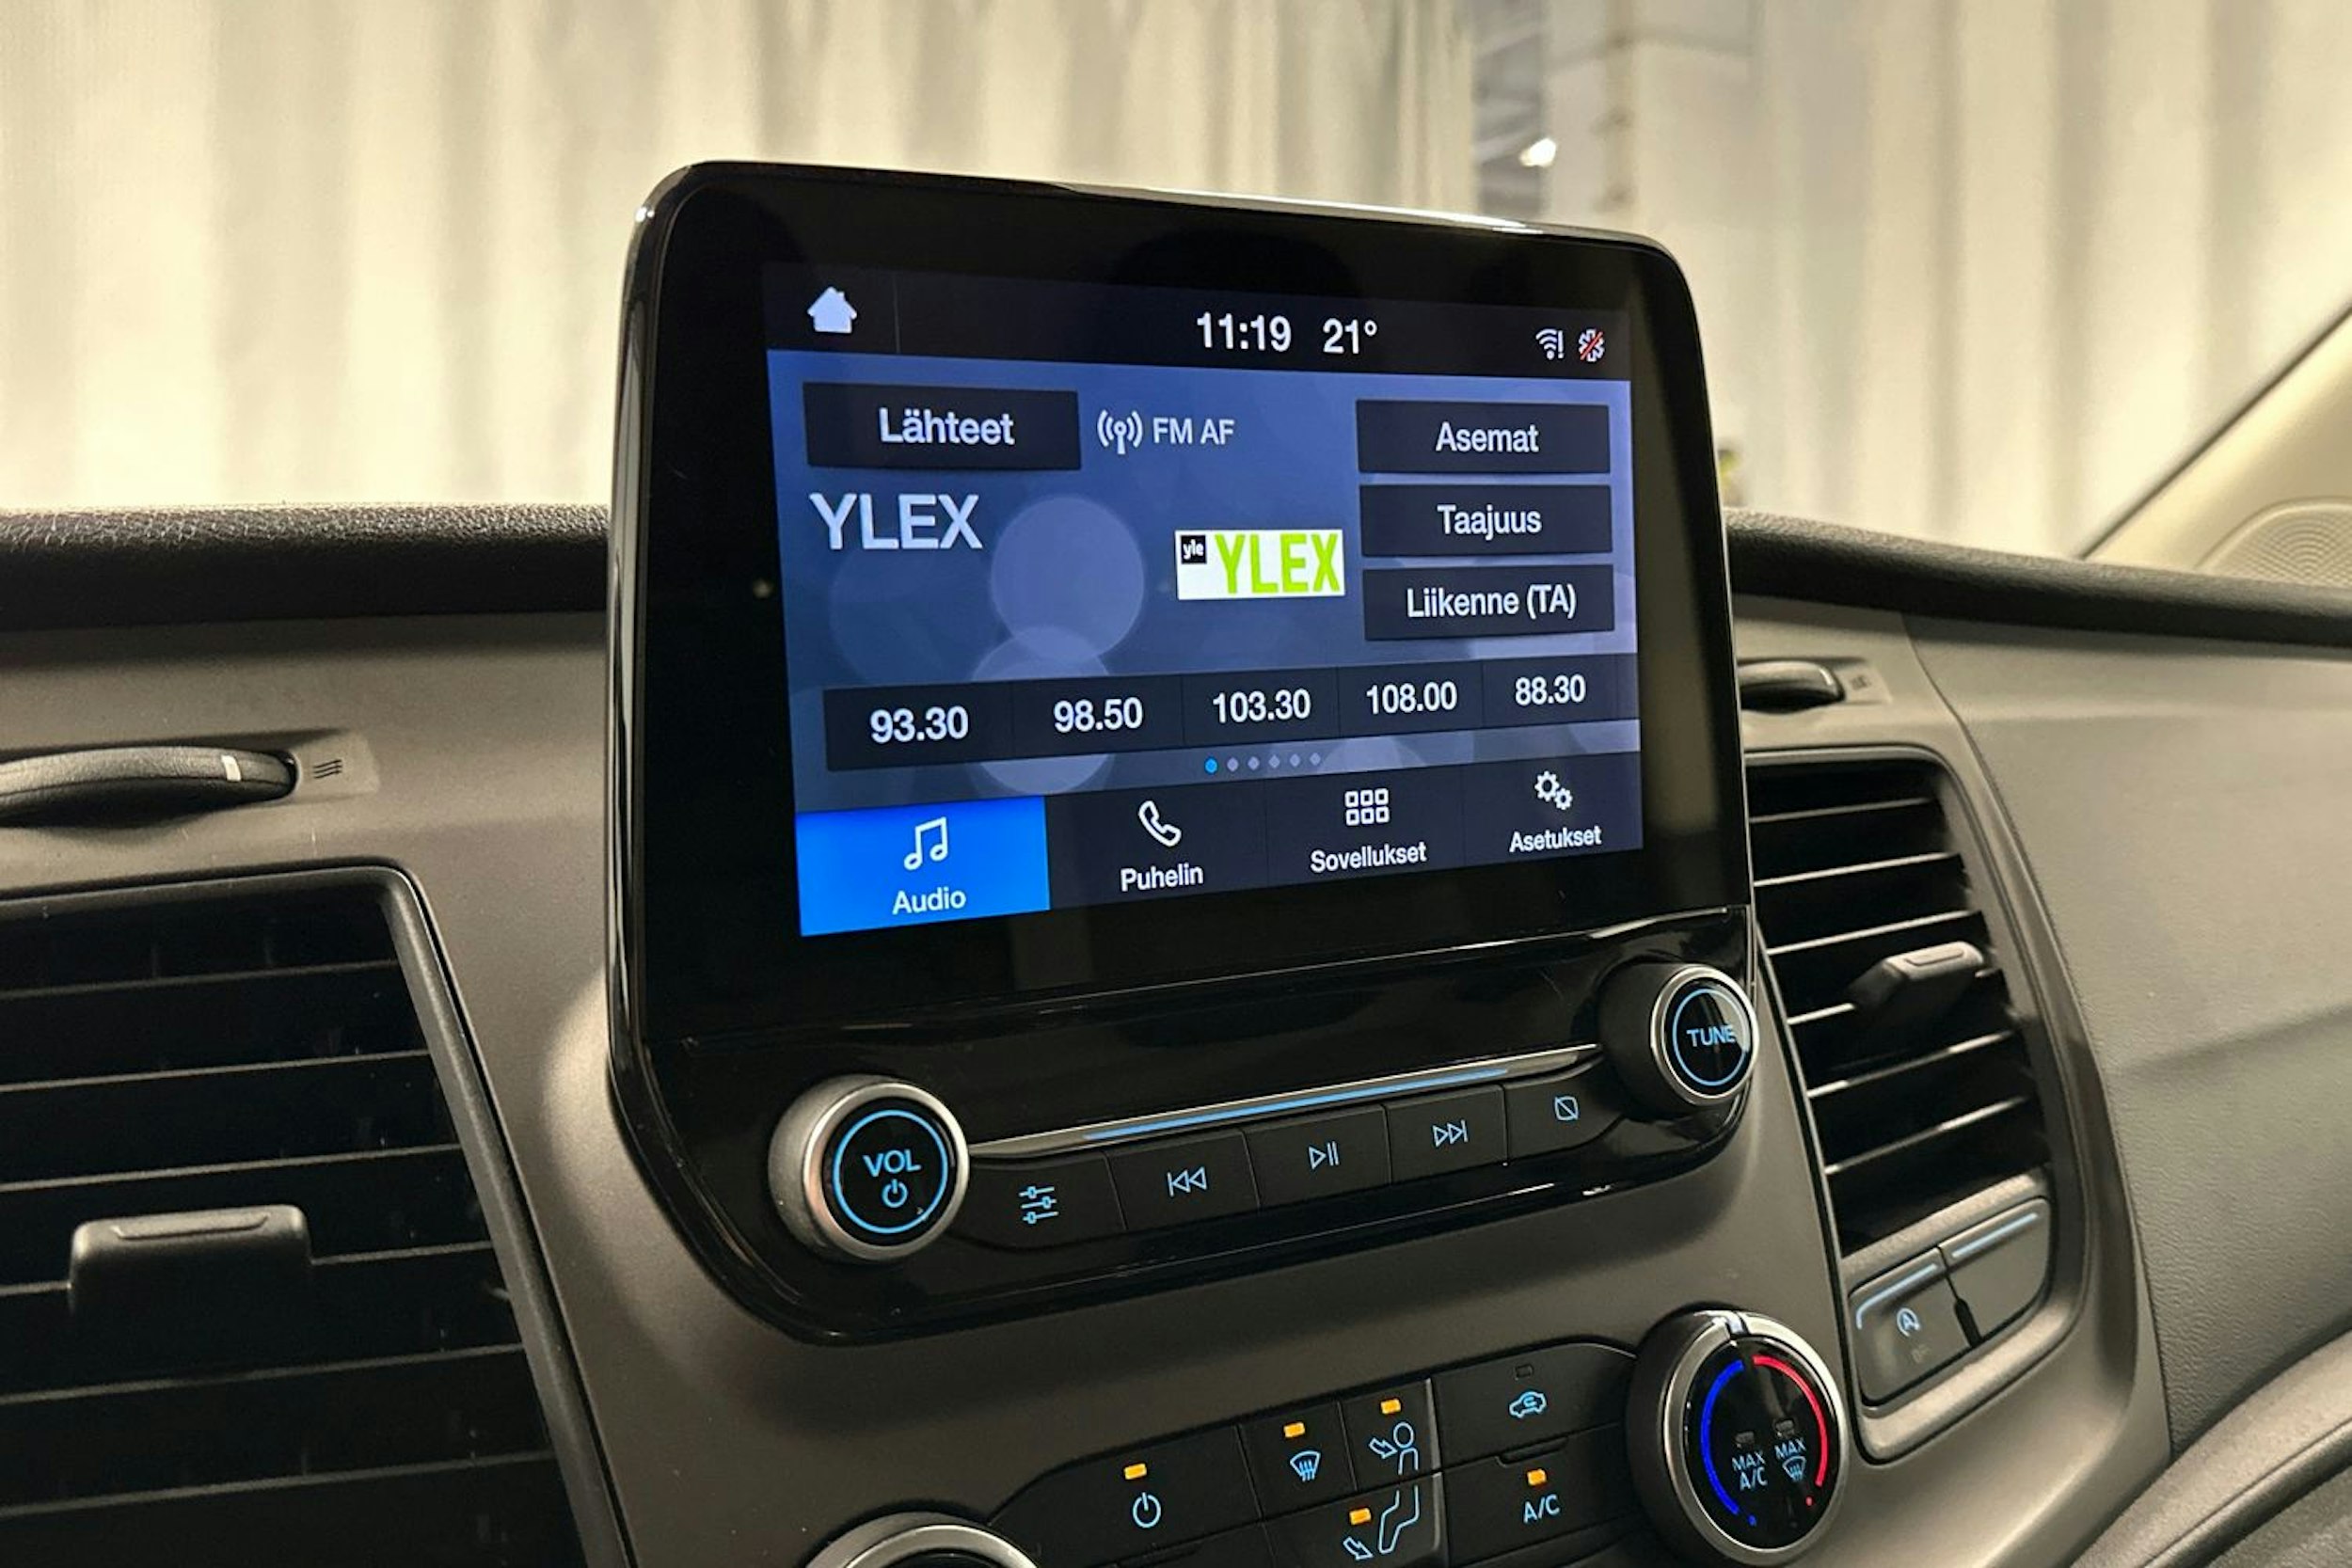 11:19 21°
Lähteet FM AF Asemat
YLEX
yle YLEX
Taajuus
Liikenne (TA)
93.30 98.50 103.30 108.00 88.30
Audio Puhelin Sovellukset Asetukset
TUNE
VOL
A
MAX A/C
MAX
A/C